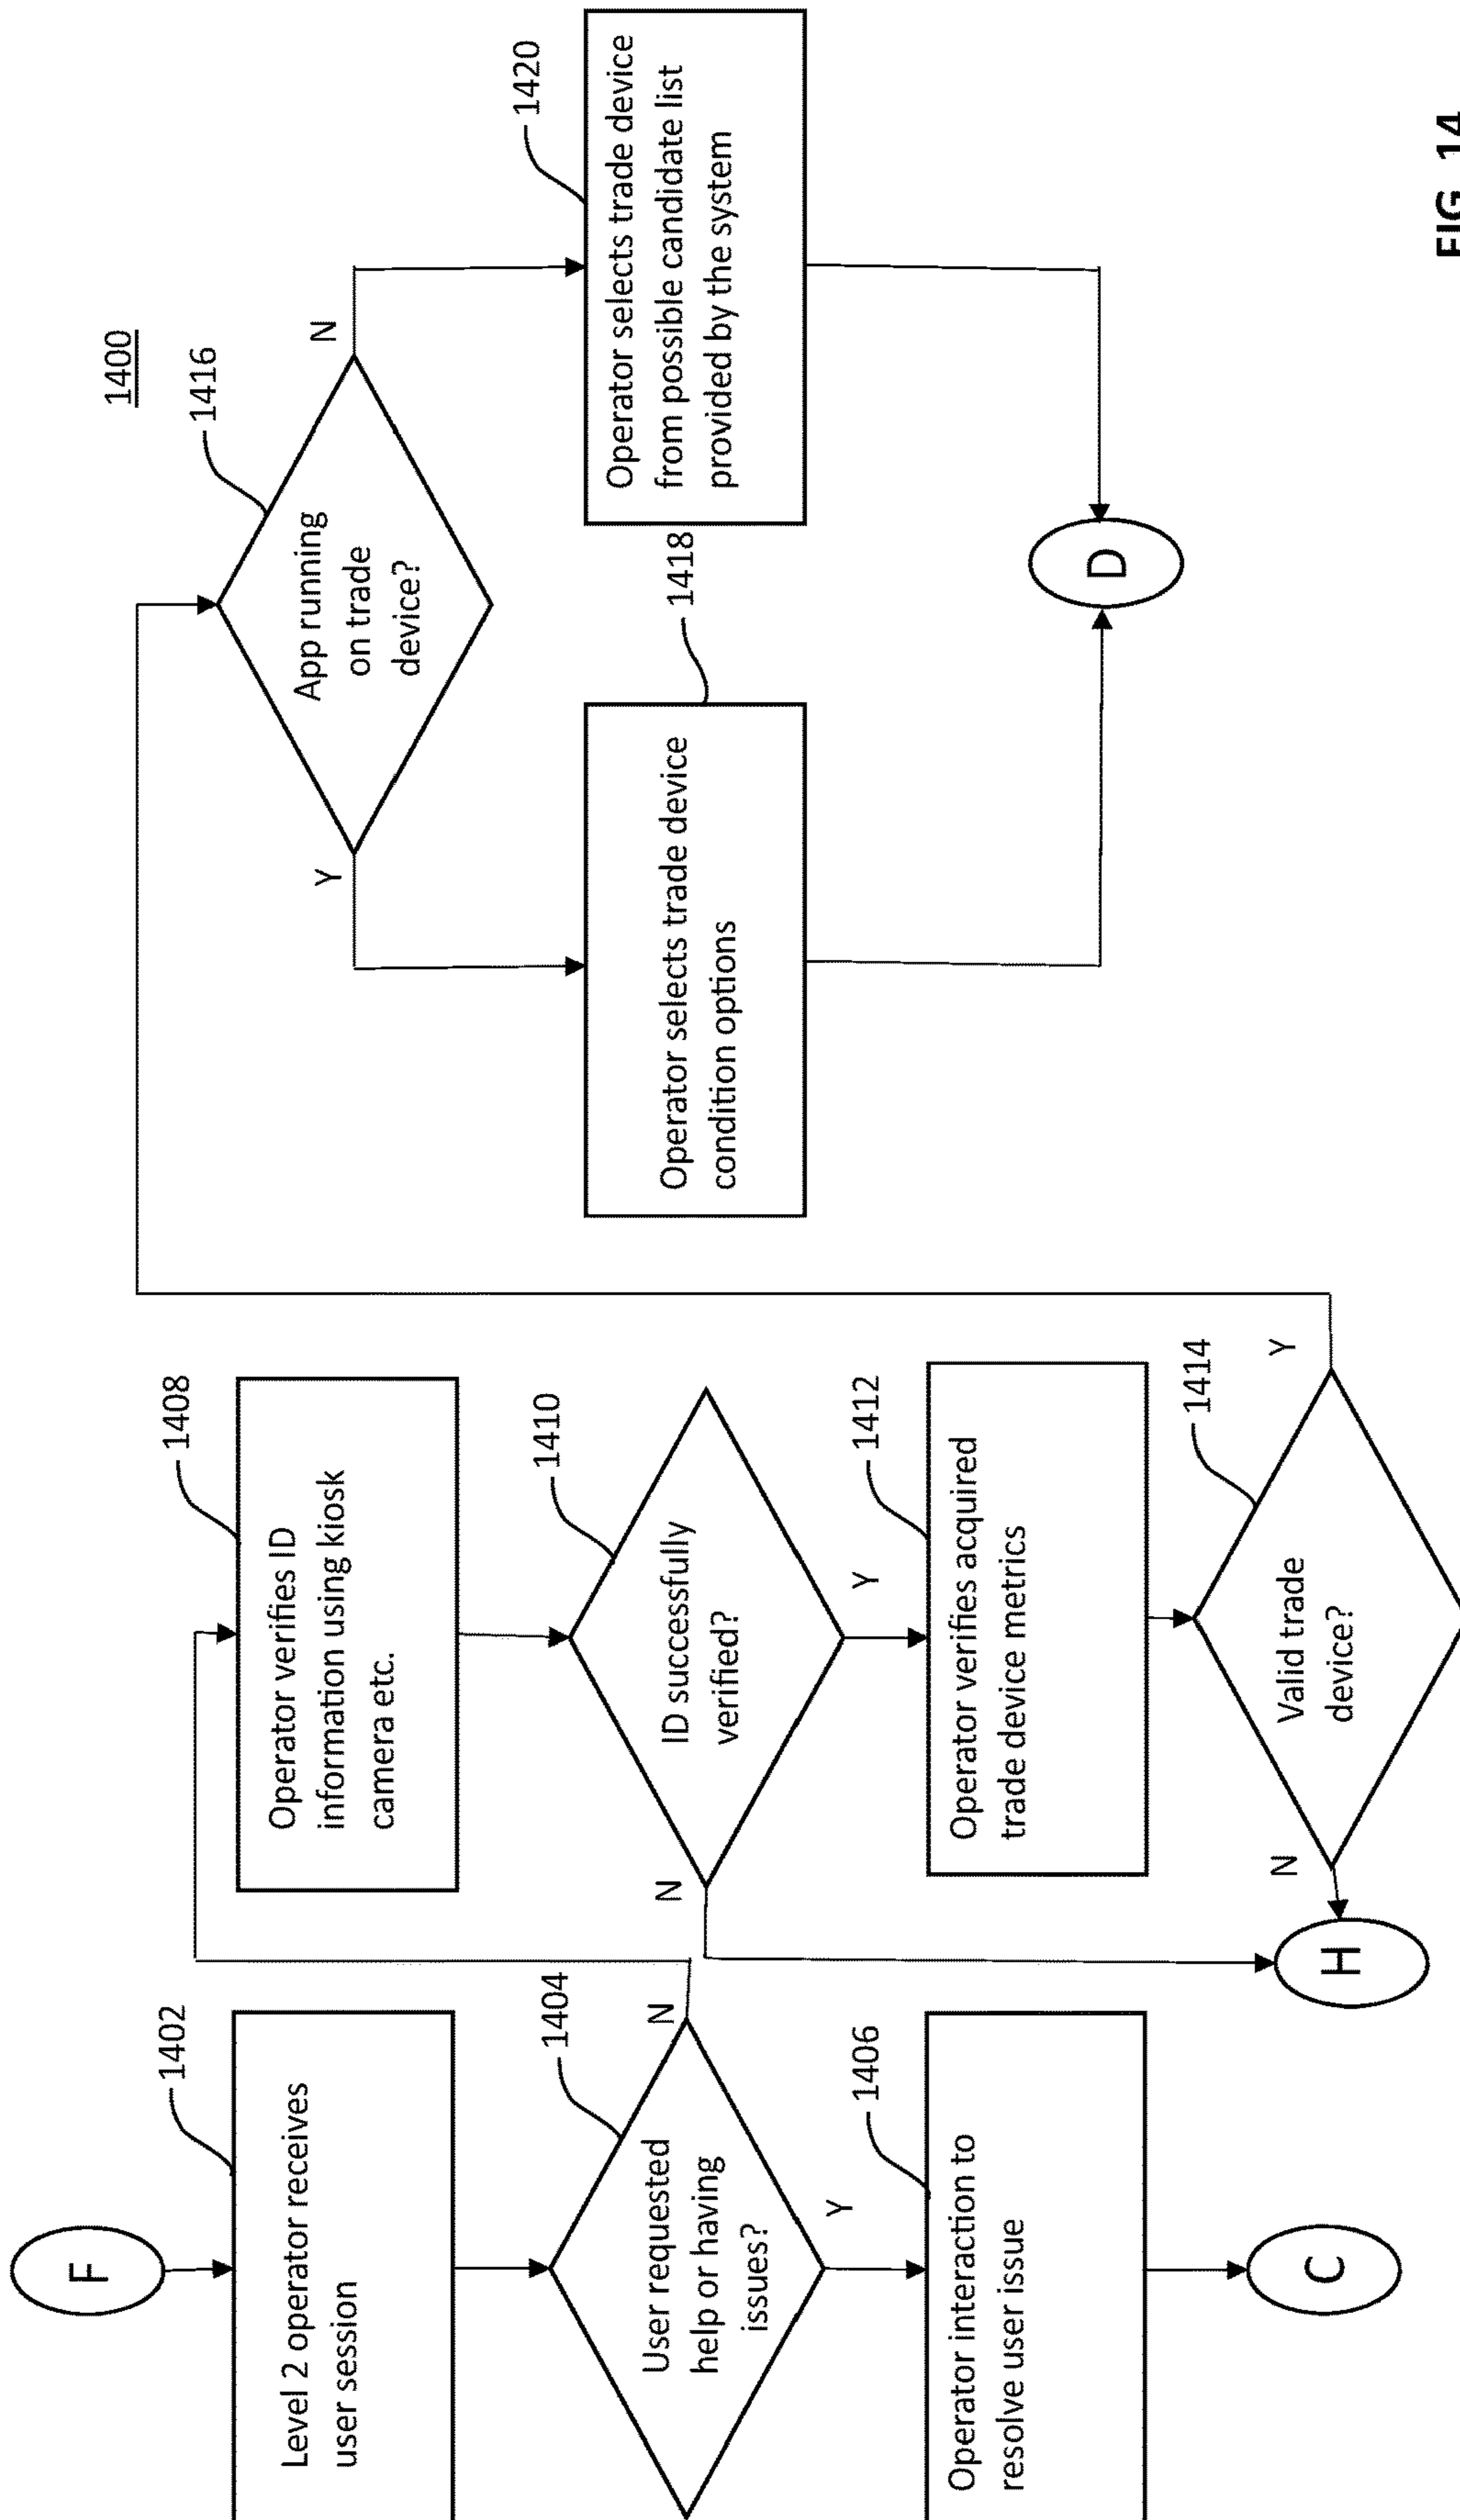 1400
F
1402
Level 2 operator receives
user session
1404
User requested
help or having
issues?
N
Y
1406
Operator interaction to
resolve user issue
C
1408
Operator verifies ID
information using kiosk
camera etc.
1410
ID successfully
verified?
N
Y
1412
Operator verifies acquired
trade device metrics
1414
Valid trade
device?
N
Y
H
1416
App running
on trade
device?
Y
N
1418
Operator selects trade device
condition options
1420
Operator selects trade device
from possible candidate list
provided by the system
D
FIG. 14